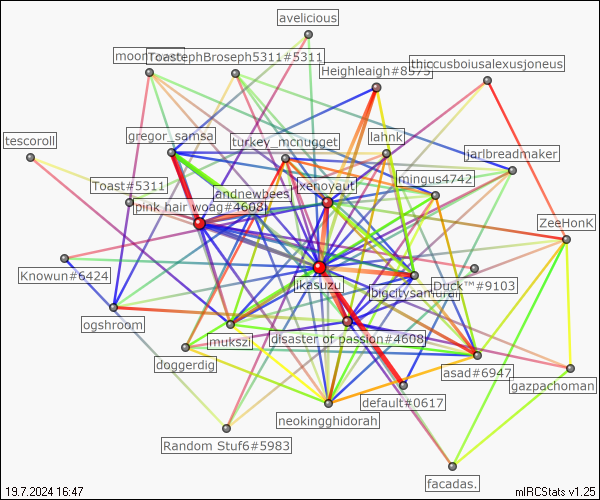 avelicious
ToastephBroseph5311#5311
Heighleaigh#8975
thiccusboiusalexusjoneus
tescoroll
gregor_samsa
turkey_mcnugget
lahnk
jarlbreadmaker
Toast#5311
andnewbees
xenoyaut
mingus4742
pink hair woag#4608
ZeeHonK
Knowun#6424
ikasuzu
bigcitysamurai
Duck™#9103
ogshroom
mukszi
disaster of passion#4608
doggerdig
asad#6947
gazpachoman
default#0617
neokingghidorah
Random Stuf6#5983
facadas.
19.7.2024 16:47
mIRCStats v1.25